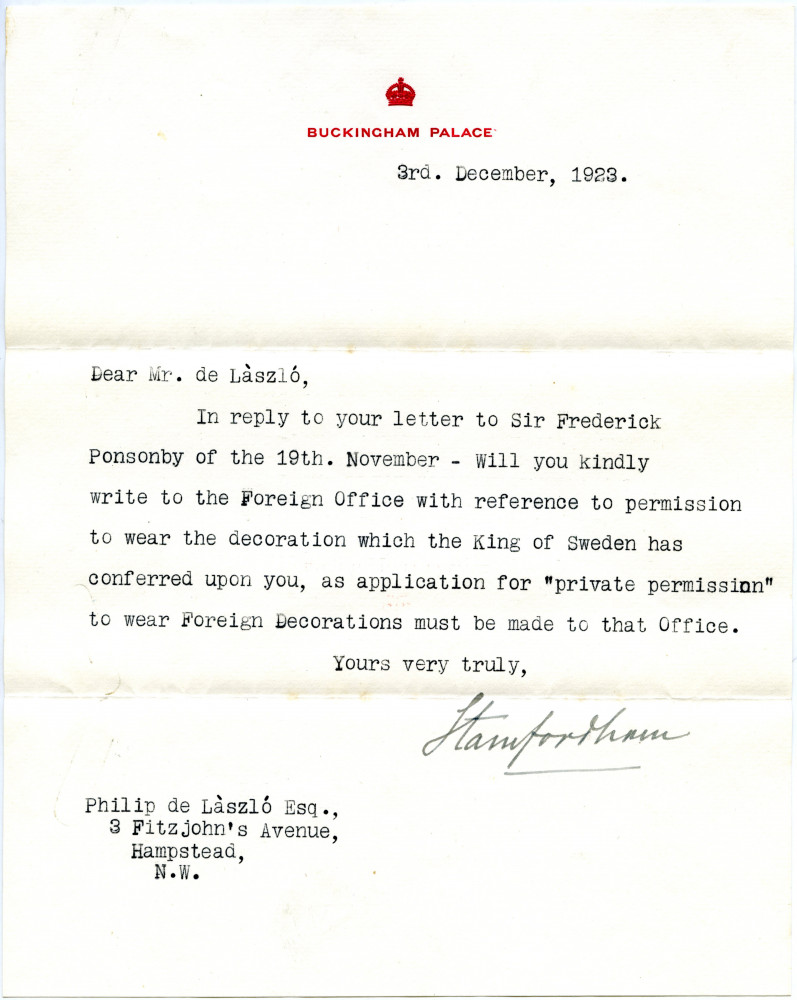 BUCKINGHAM PALACE
3rd. December, 1923.
Dear Mr. de Làszló,
In reply to your letter to Sir Frederick
Ponsonby of the 19th. November - Will you kindly
write to the Foreign Office with reference to permission
to wear the decoration which the King of Sweden has
conferred upon you, as application for "private permission"
to wear Foreign Decorations must be made to that Office.
Yours very truly,
Stamfordham
Philip de Làszló Esq.,
3 Fitzjohn's Avenue,
Hampstead,
N.W.